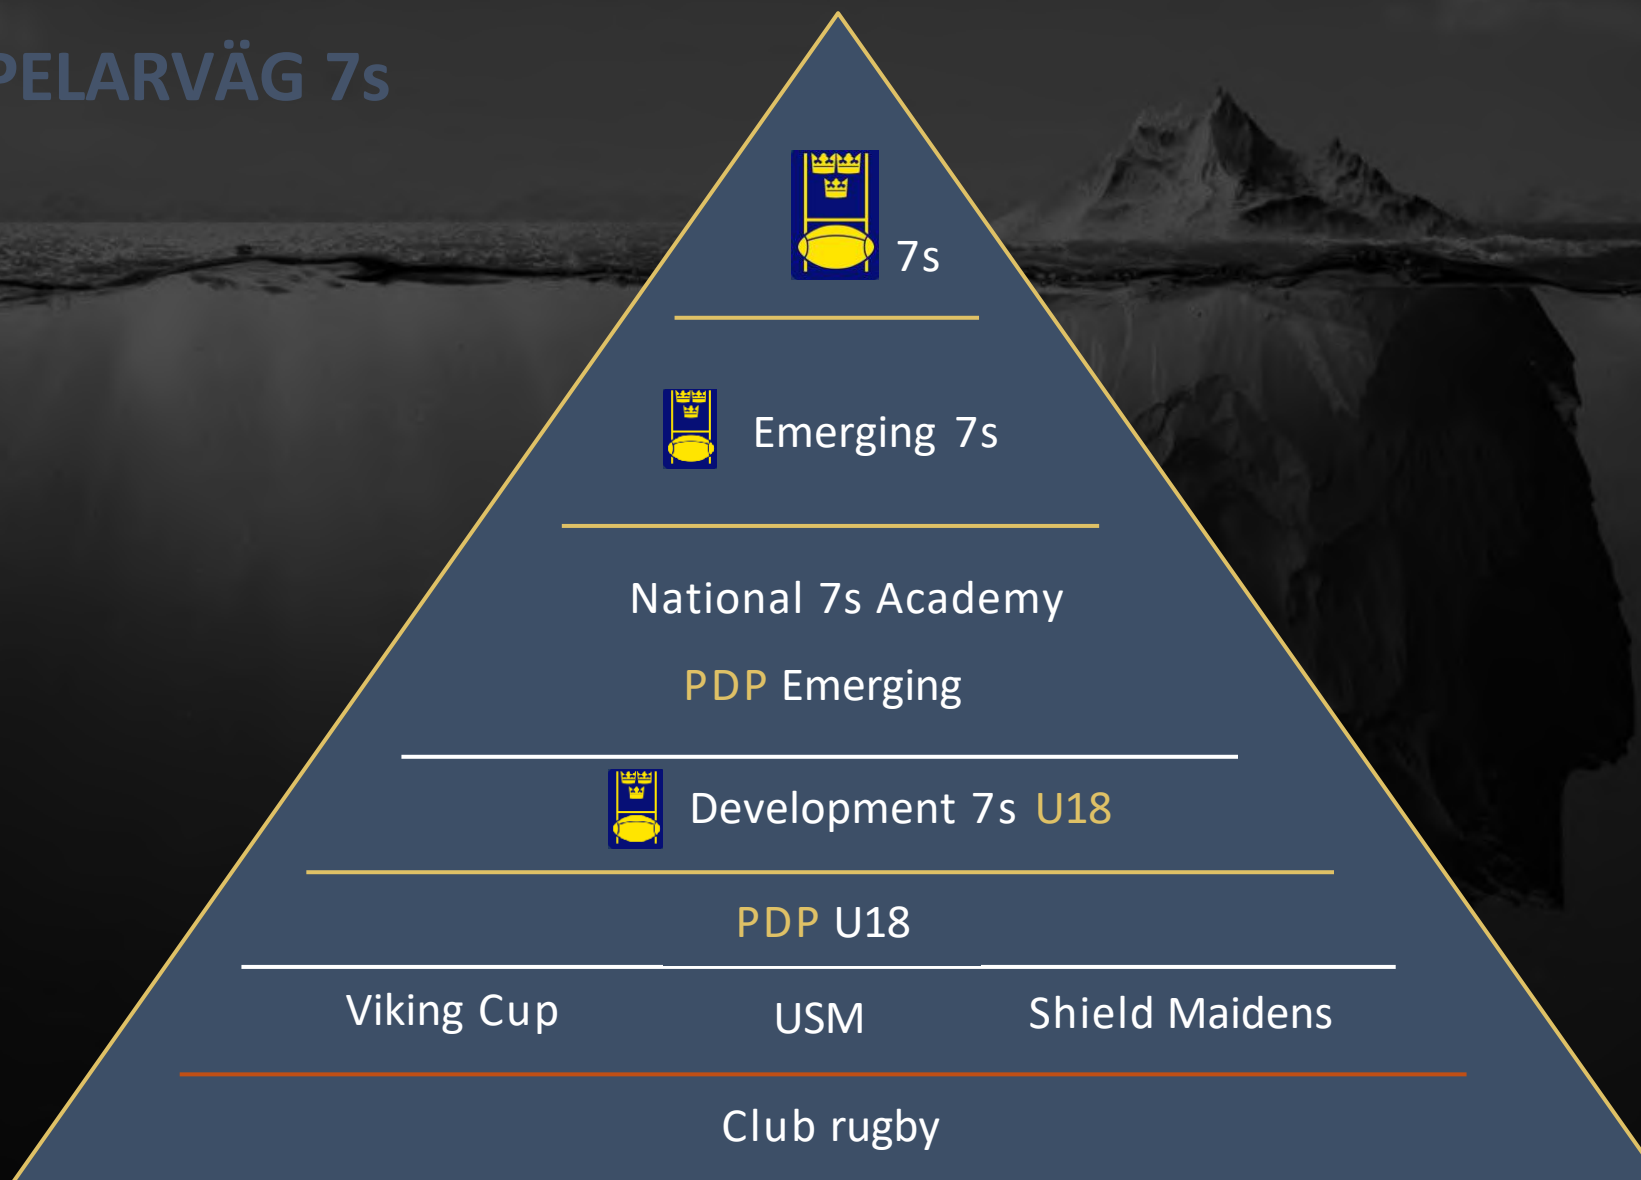 PELARVÄG 7s
7s
Emerging 7s
National 7s Academy
PDP Emerging
Development 7s U18
PDP U18
Viking Cup USM Shield Maidens
Club rugby